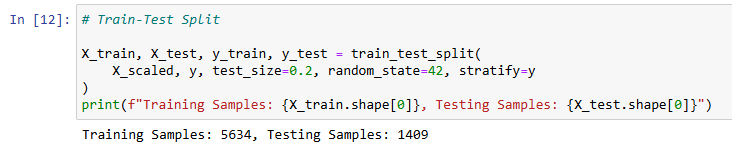 In [12]: # Train-Test Split
X_train, X_test, y_train, y_test = train_test_split(
    X_scaled, y, test_size=0.2, random_state=42, stratify=y
)
print(f"Training Samples: {X_train.shape[0]}, Testing Samples: {X_test.shape[0]}")
Training Samples: 5634, Testing Samples: 1409